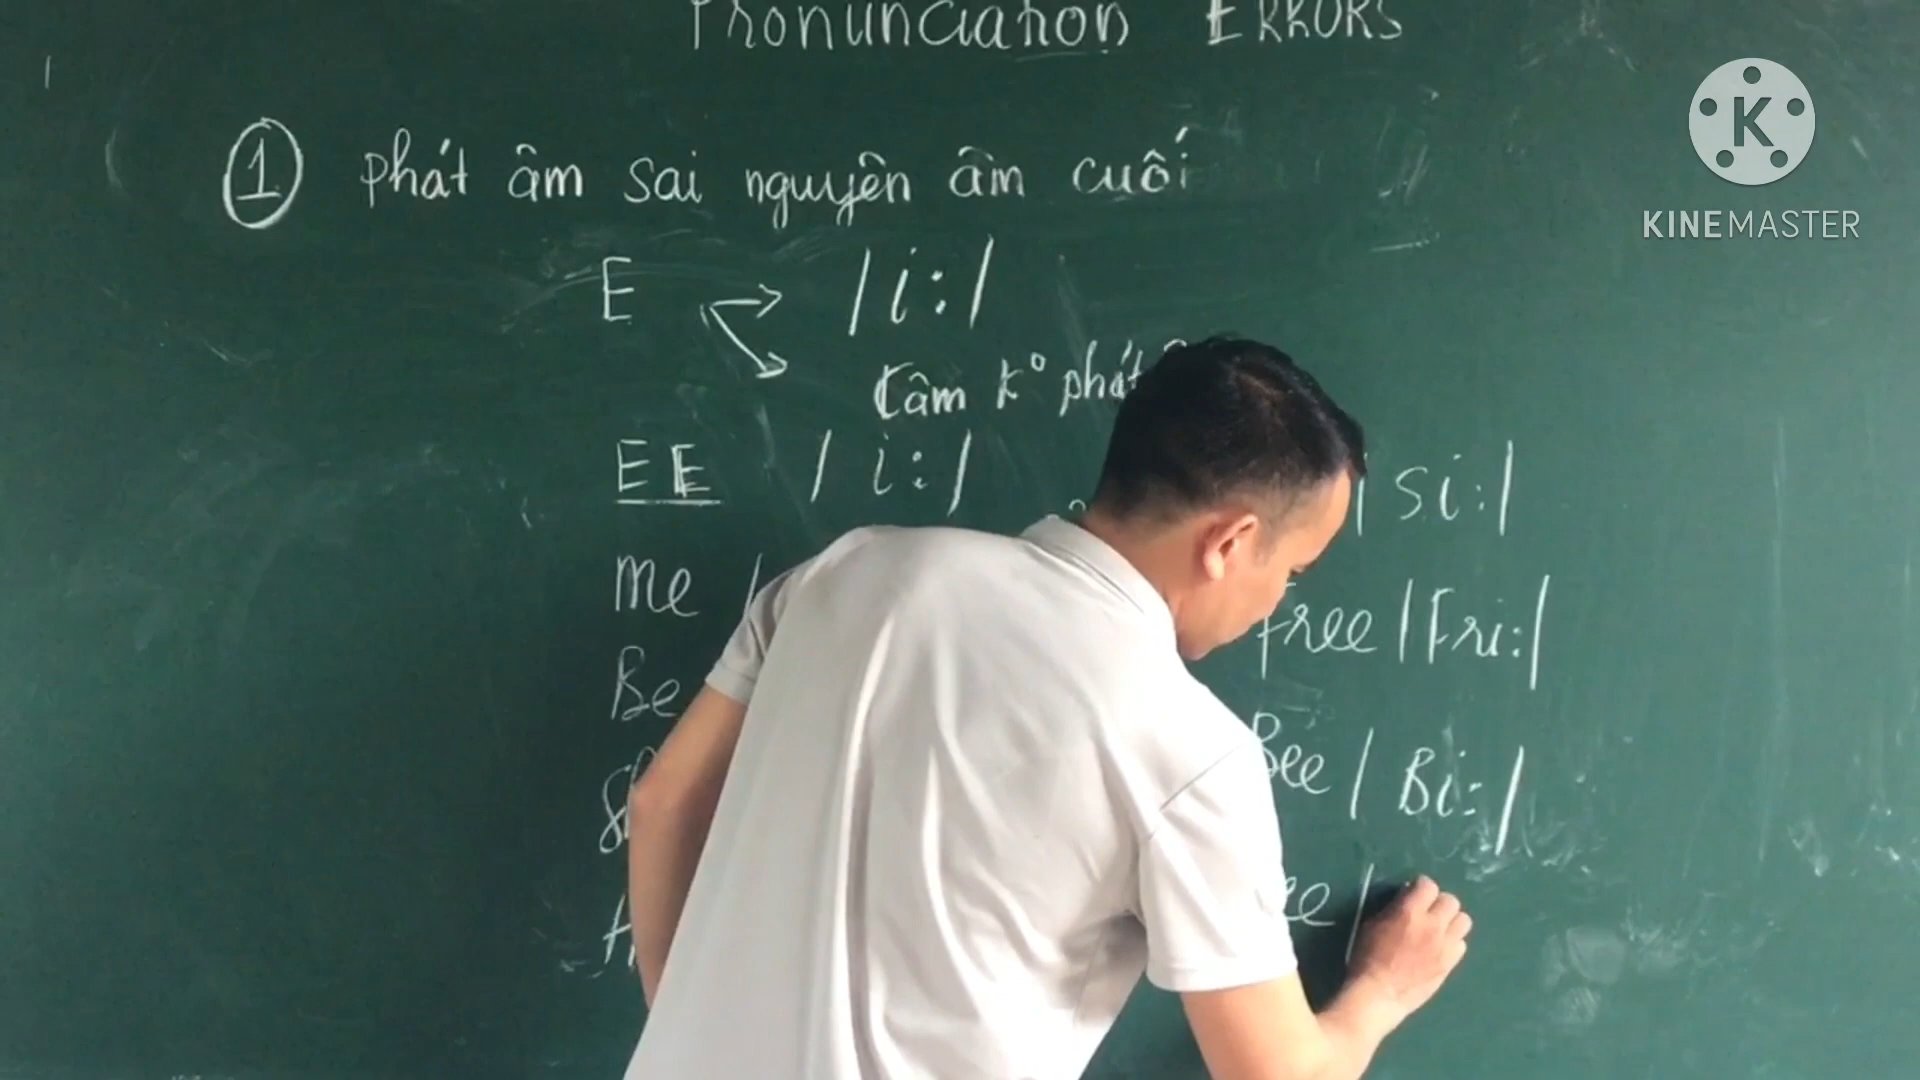 Pronunciation ERRORS
1 phát âm sai nguyên âm cuối
KINEMASTER
E /i:/
câm k° phát
EE /i:/ /si:/
Me / Free /Fri:/
Be Bee /Bi:/